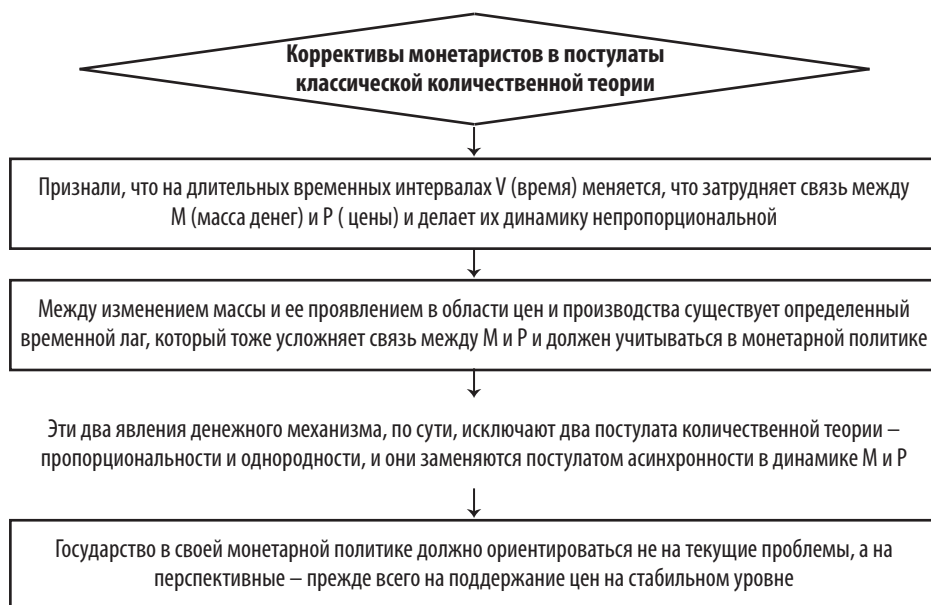 Коррективы монетаристов в постулаты
классической количественной теории
Признали, что на длительных временных интервалах V (время) меняется, что затрудняет связь между
М (масса денег) и Р ( цены) и делает их динамику непропорциональной
Между изменением массы и ее проявлением в области цен и производства существует определенный
временной лаг, который тоже усложняет связь между М и Р и должен учитываться в монетарной политике
Эти два явления денежного механизма, по сути, исключают два постулата количественной теории –
пропорциональности и однородности, и они заменяются постулатом асинхронности в динамике М и Р
Государство в своей монетарной политике должно ориентироваться не на текущие проблемы, а на
перспективные – прежде всего на поддержание цен на стабильном уровне